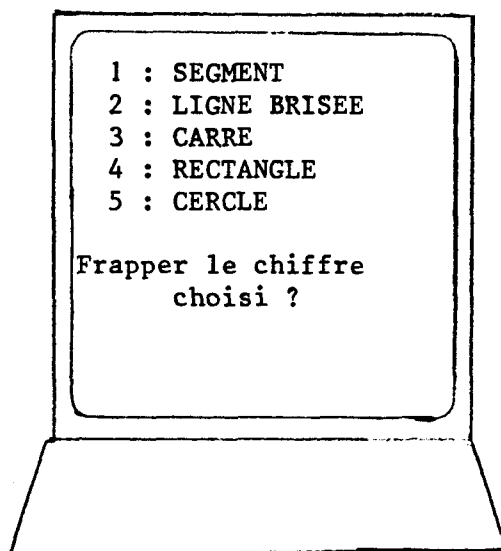 1 : SEGMENT
2 : LIGNE BRISEE
3 : CARRE
4 : RECTANGLE
5 : CERCLE
Frapper le chiffre
choisi ?